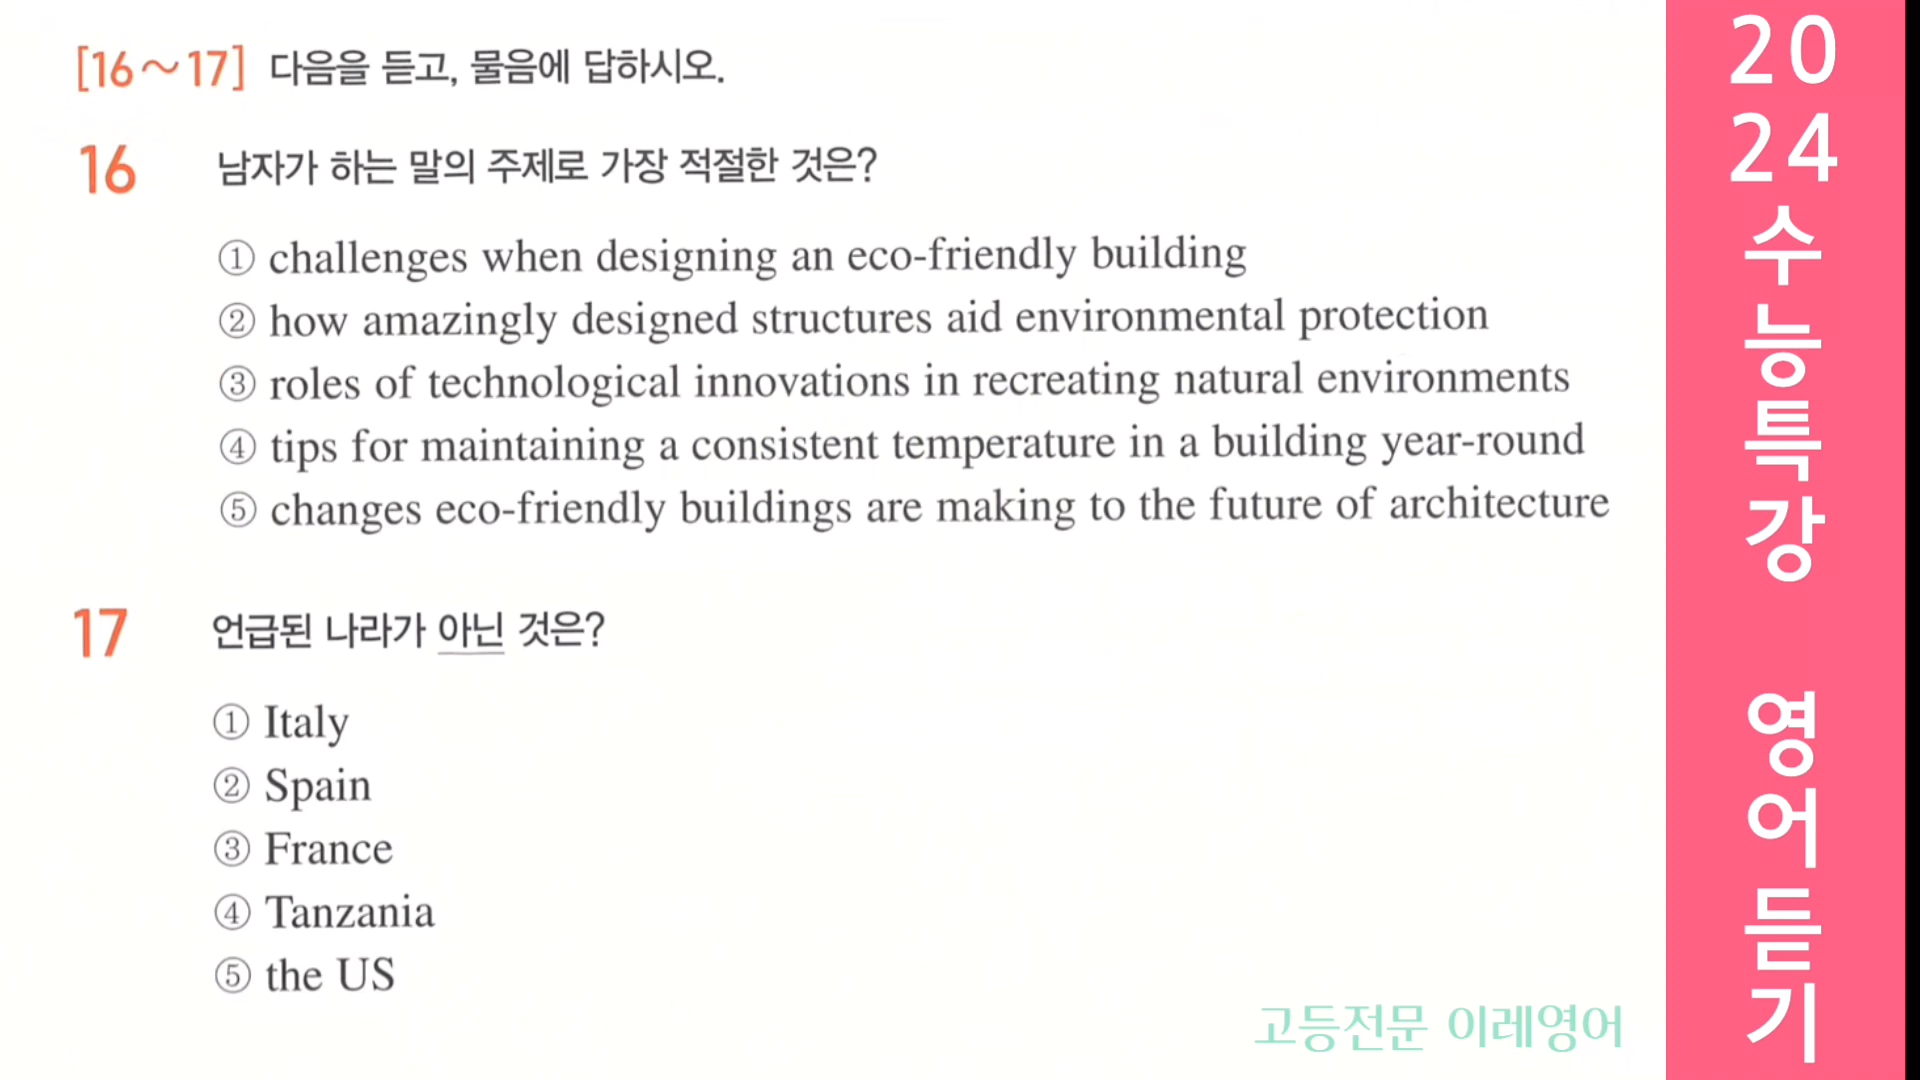 [16~17] 다음을 듣고, 물음에 답하시오.
16 남자가 하는 말의 주제로 가장 적절한 것은?
① challenges when designing an eco-friendly building
② how amazingly designed structures aid environmental protection
③ roles of technological innovations in recreating natural environments
④ tips for maintaining a consistent temperature in a building year-round
⑤ changes eco-friendly buildings are making to the future of architecture
17 언급된 나라가 아닌 것은?
① Italy
② Spain
③ France
④ Tanzania
⑤ the US
고등전문 이레영어
2024수능특강 영어듣기